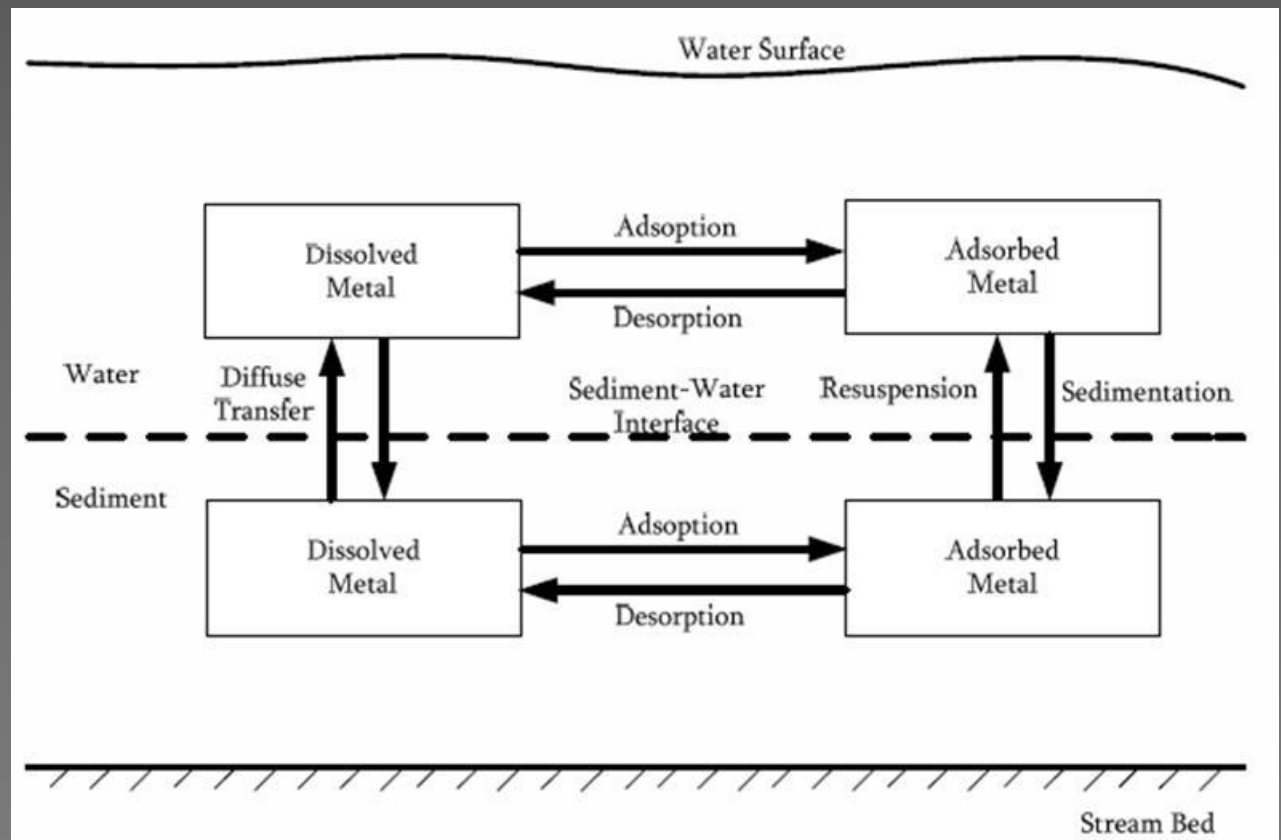 Water Surface
Dissolved
Metal
Adsoption
Desorption
Adsorbed
Metal
Water
Diffuse
Transfer
Sediment-Water
Interface
Resuspension
Sedimentation
Sediment
Dissolved
Metal
Adsoption
Desorption
Adsorbed
Metal
Stream Bed